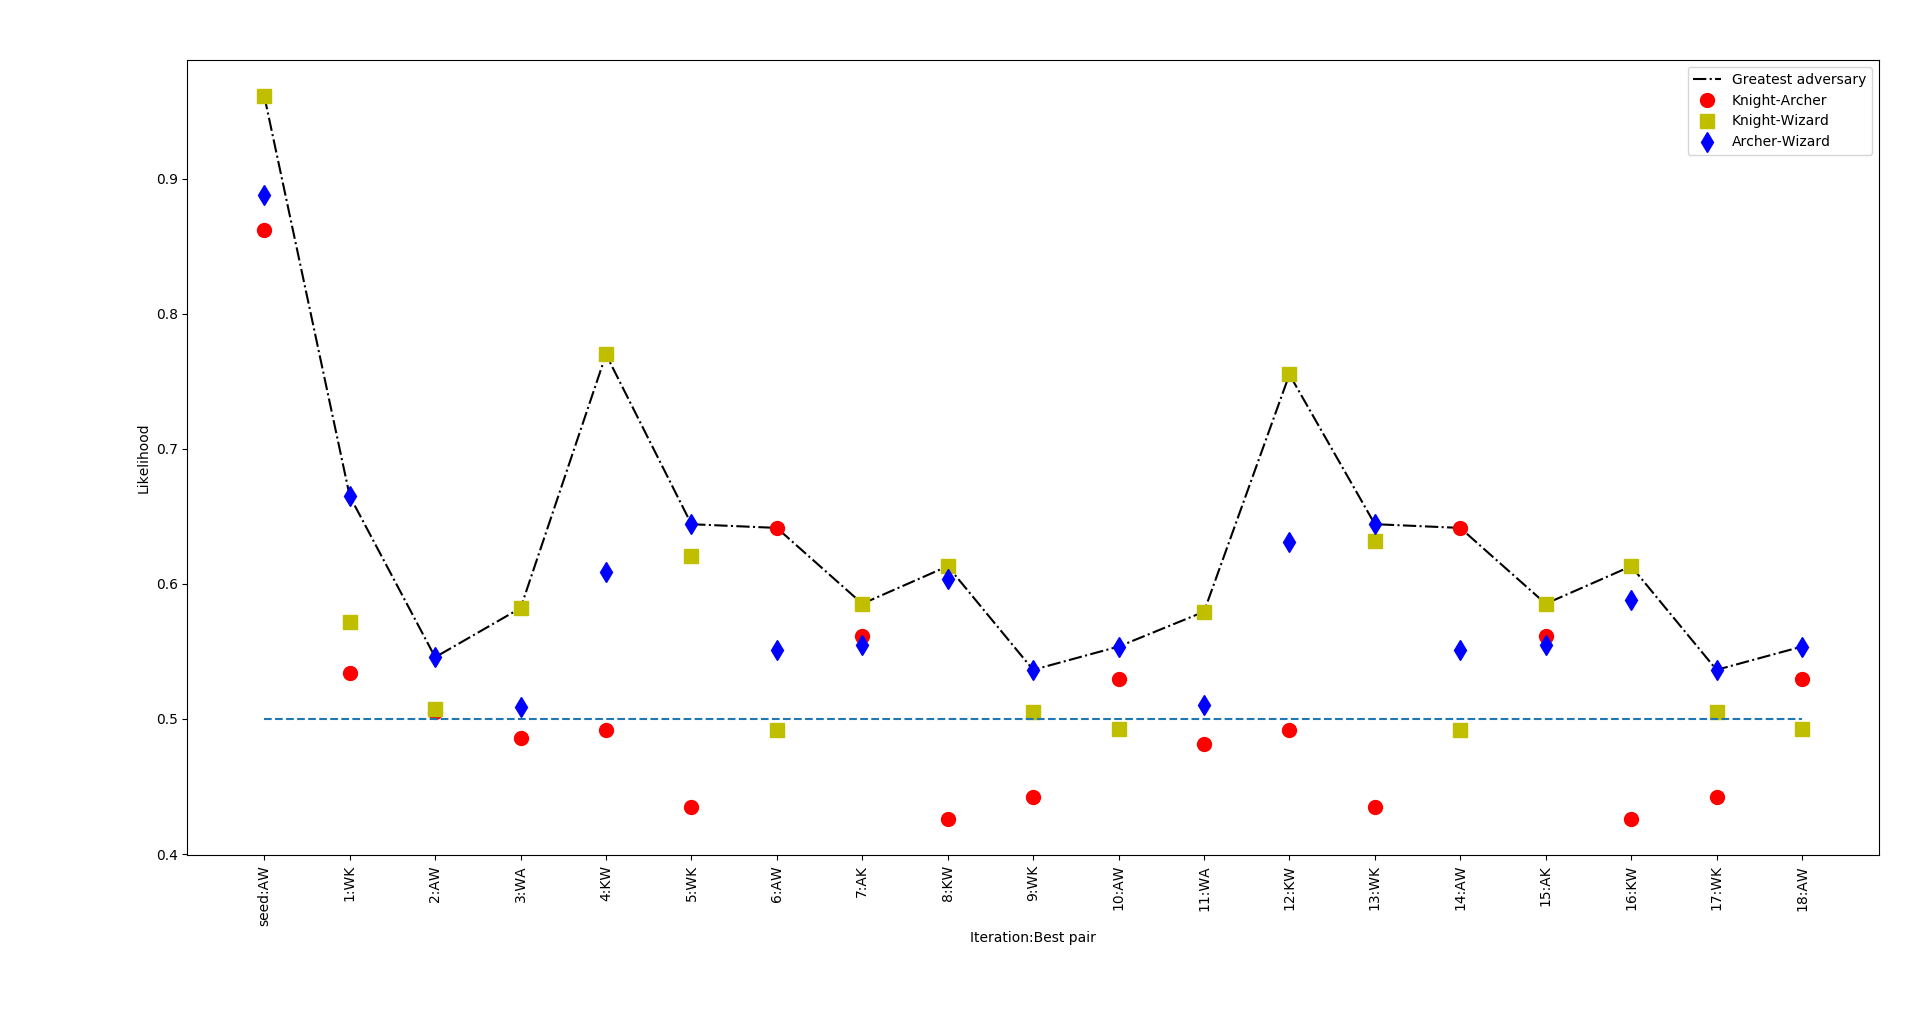 Greatest adversary
Knight-Archer
Knight-Wizard
Archer-Wizard
0.9
0.8
0.7
0.6
0.5
0.4
Likelihood
seed:AW
1:WK
2:AW
3:WA
4:KW
5:WK
6:AW
7:AK
8:KW
9:WK
10:AW
11:WA
12:KW
13:WK
14:AW
15:AK
16:KW
17:WK
18:AW
Iteration:Best pair